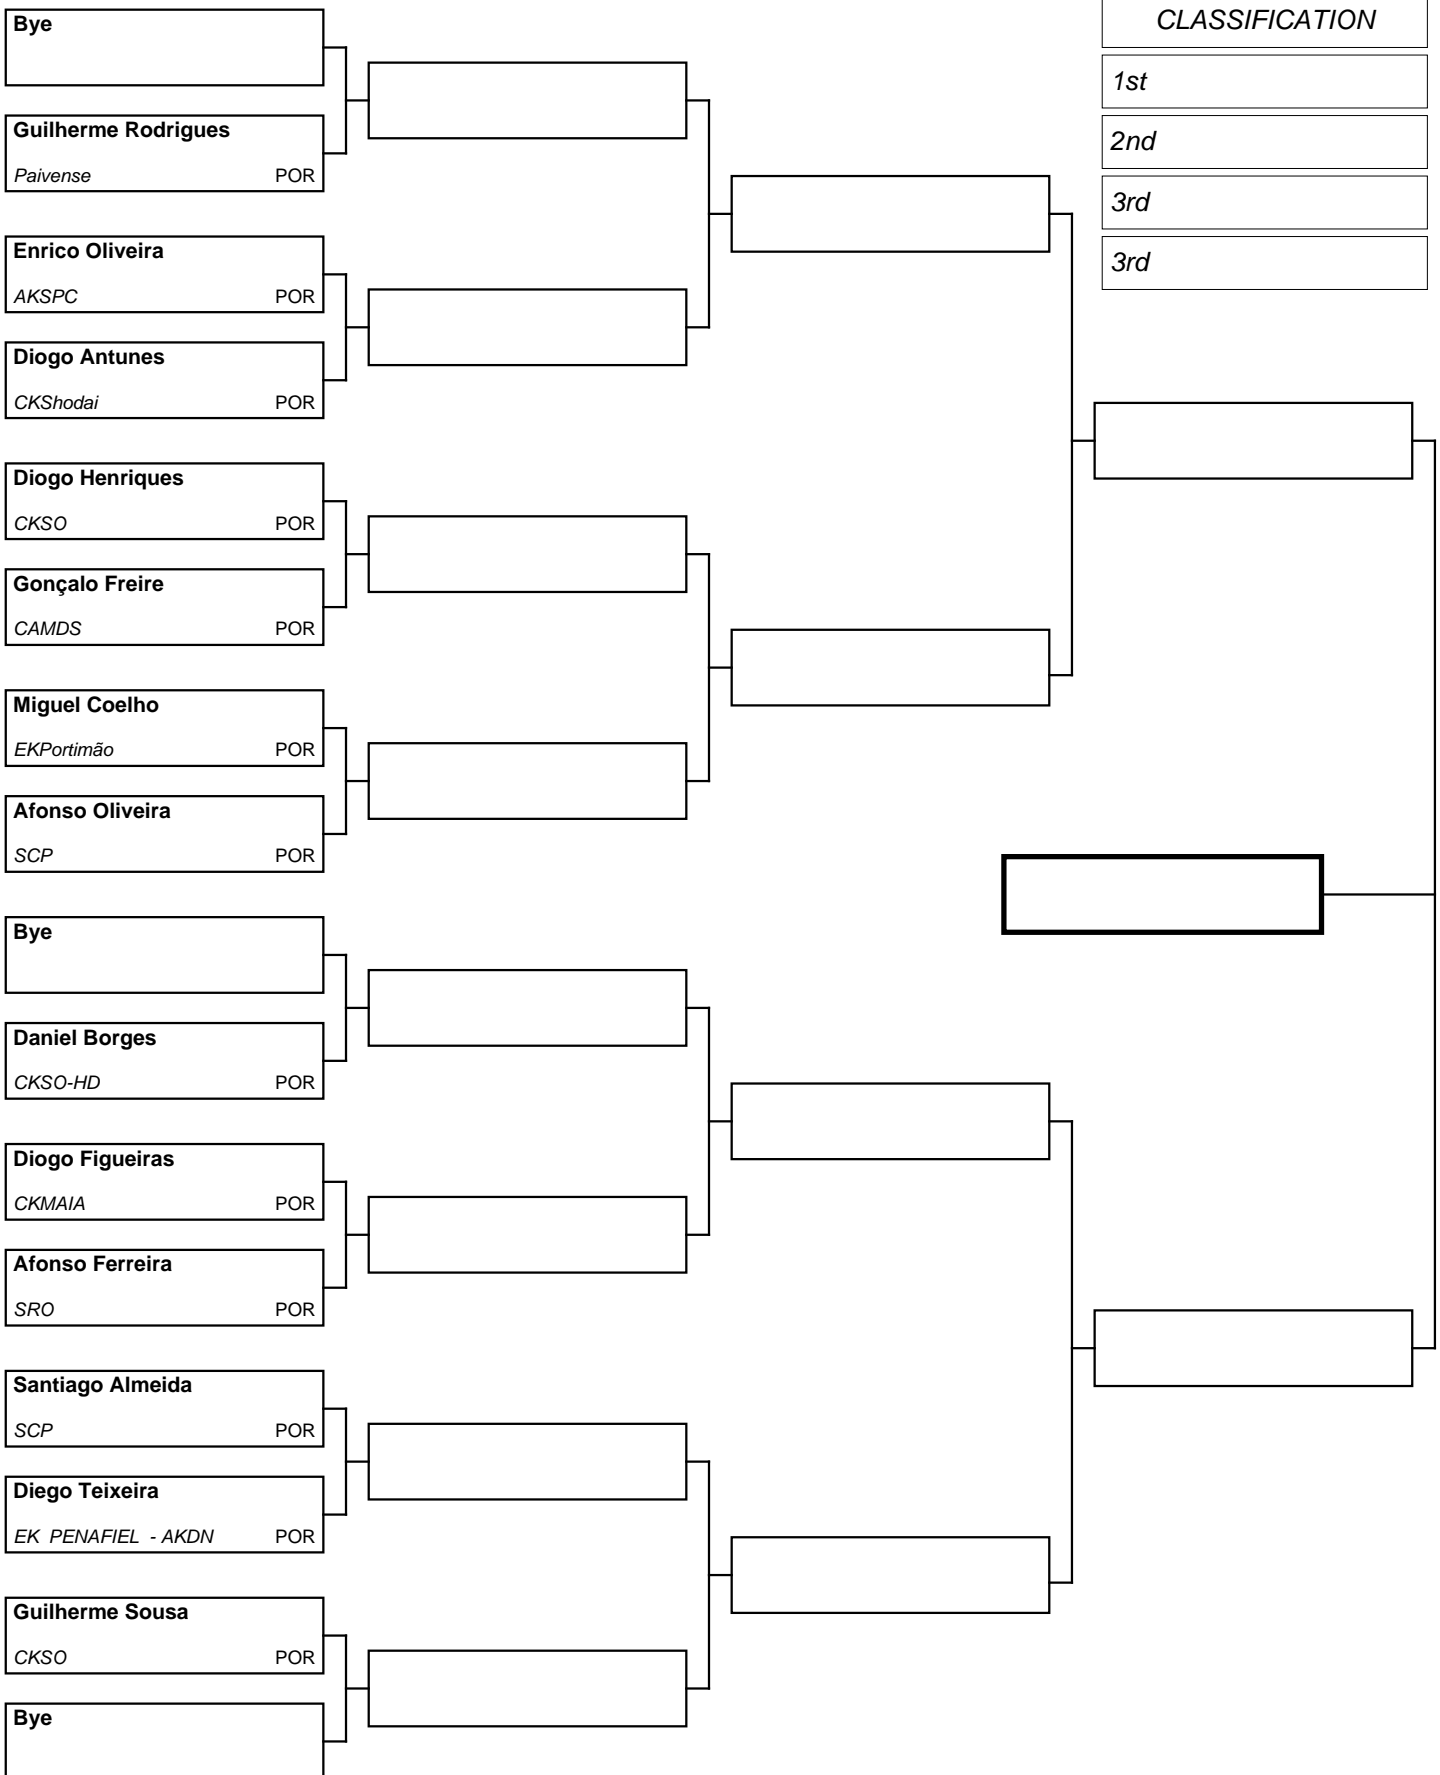 CLASSIFICATION
1st
2nd
3rd
3rd
Bye
Guilherme Rodrigues
Paivense POR
Enrico Oliveira
AKSPC POR
Diogo Antunes
CKShodai POR
Diogo Henriques
CKSO POR
Gonçalo Freire
CAMDS POR
Miguel Coelho
EKPortimão POR
Afonso Oliveira
SCP POR
Bye
Daniel Borges
CKSO-HD POR
Diogo Figueiras
CKMAIA POR
Afonso Ferreira
SRO POR
Santiago Almeida
SCP POR
Diego Teixeira
EK PENAFIEL - AKDN POR
Guilherme Sousa
CKSO POR
Bye